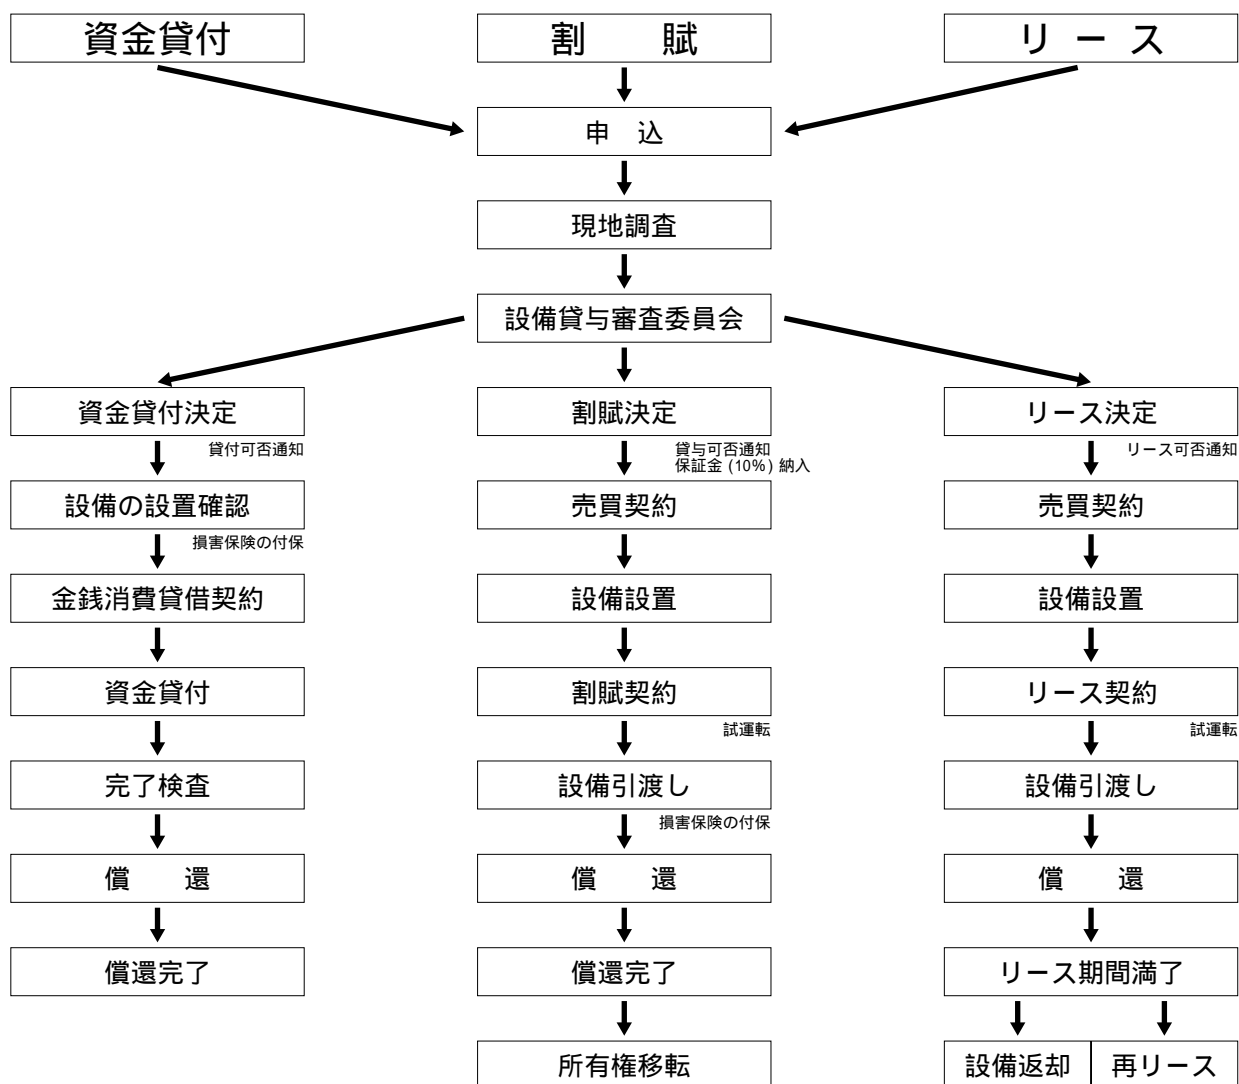 資金貸付
割 賦
リース
申 込
現地調査
設備貸与審査委員会
資金貸付決定
割賦決定
リース決定
貸付可否通知
貸与可否通知
保証金 (10%) 納入
リース可否通知
設備の設置確認
売買契約
売買契約
損害保険の付保
金銭消費貸借契約
設備設置
設備設置
資金貸付
割賦契約
リース契約
試運転
試運転
完了検査
設備引渡し
設備引渡し
損害保険の付保
償 還
償 還
償 還
償還完了
償還完了
リース期間満了
所有権移転
設備返却
再リース